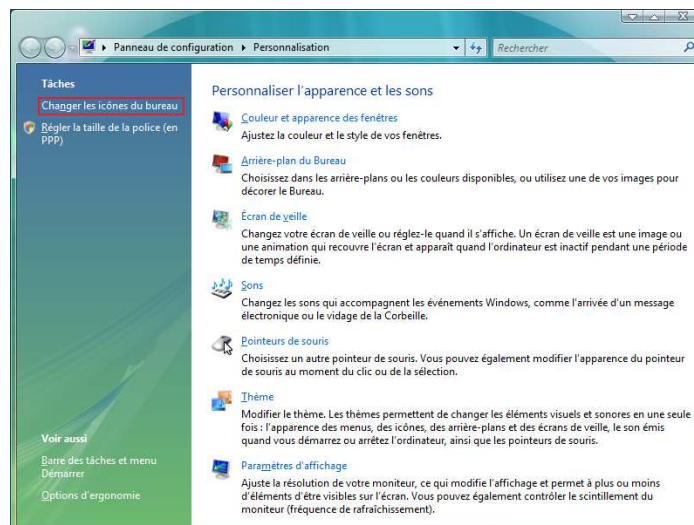 Panneau de configuration ▸ Personnalisation
Rechercher
Tâches
Changer les icônes du bureau
Régler la taille de la police (en
PPP)
Voir aussi
Barre des tâches et menu
Démarrer
Options d'ergonomie
Personnaliser l'apparence et les sons
Couleur et apparence des fenêtres
Ajustez la couleur et le style de vos fenêtres.
Arrière-plan du Bureau
Choisissez dans les arrière-plans ou les couleurs disponibles, ou utilisez une de vos images pour
décorer le Bureau.
Écran de veille
Changez votre écran de veille ou réglez-le quand il s'affiche. Un écran de veille est une image ou
une animation qui recouvre l'écran et apparaît quand l'ordinateur est inactif pendant une période
de temps définie.
Sons
Changez les sons qui accompagnent les événements Windows, comme l'arrivée d'un message
électronique ou le vidage de la Corbeille.
Pointeurs de souris
Choisissez un autre pointeur de souris. Vous pouvez également modifier l'apparence du pointeur
de souris au moment du clic ou de la sélection.
Thème
Modifier le thème. Les thèmes permettent de changer les éléments visuels et sonores en une seule
fois : l'apparence des menus, des icônes, des arrière-plans et des écrans de veille, le son émis
quand vous démarrez ou arrêtez l'ordinateur, ainsi que les pointeurs de souris.
Paramètres d'affichage
Ajuste la résolution de votre moniteur, ce qui modifie l'affichage et permet à plus ou moins
d'éléments d'être visibles sur l'écran. Vous pouvez également contrôler le scintillement du
moniteur (fréquence de rafraîchissement).